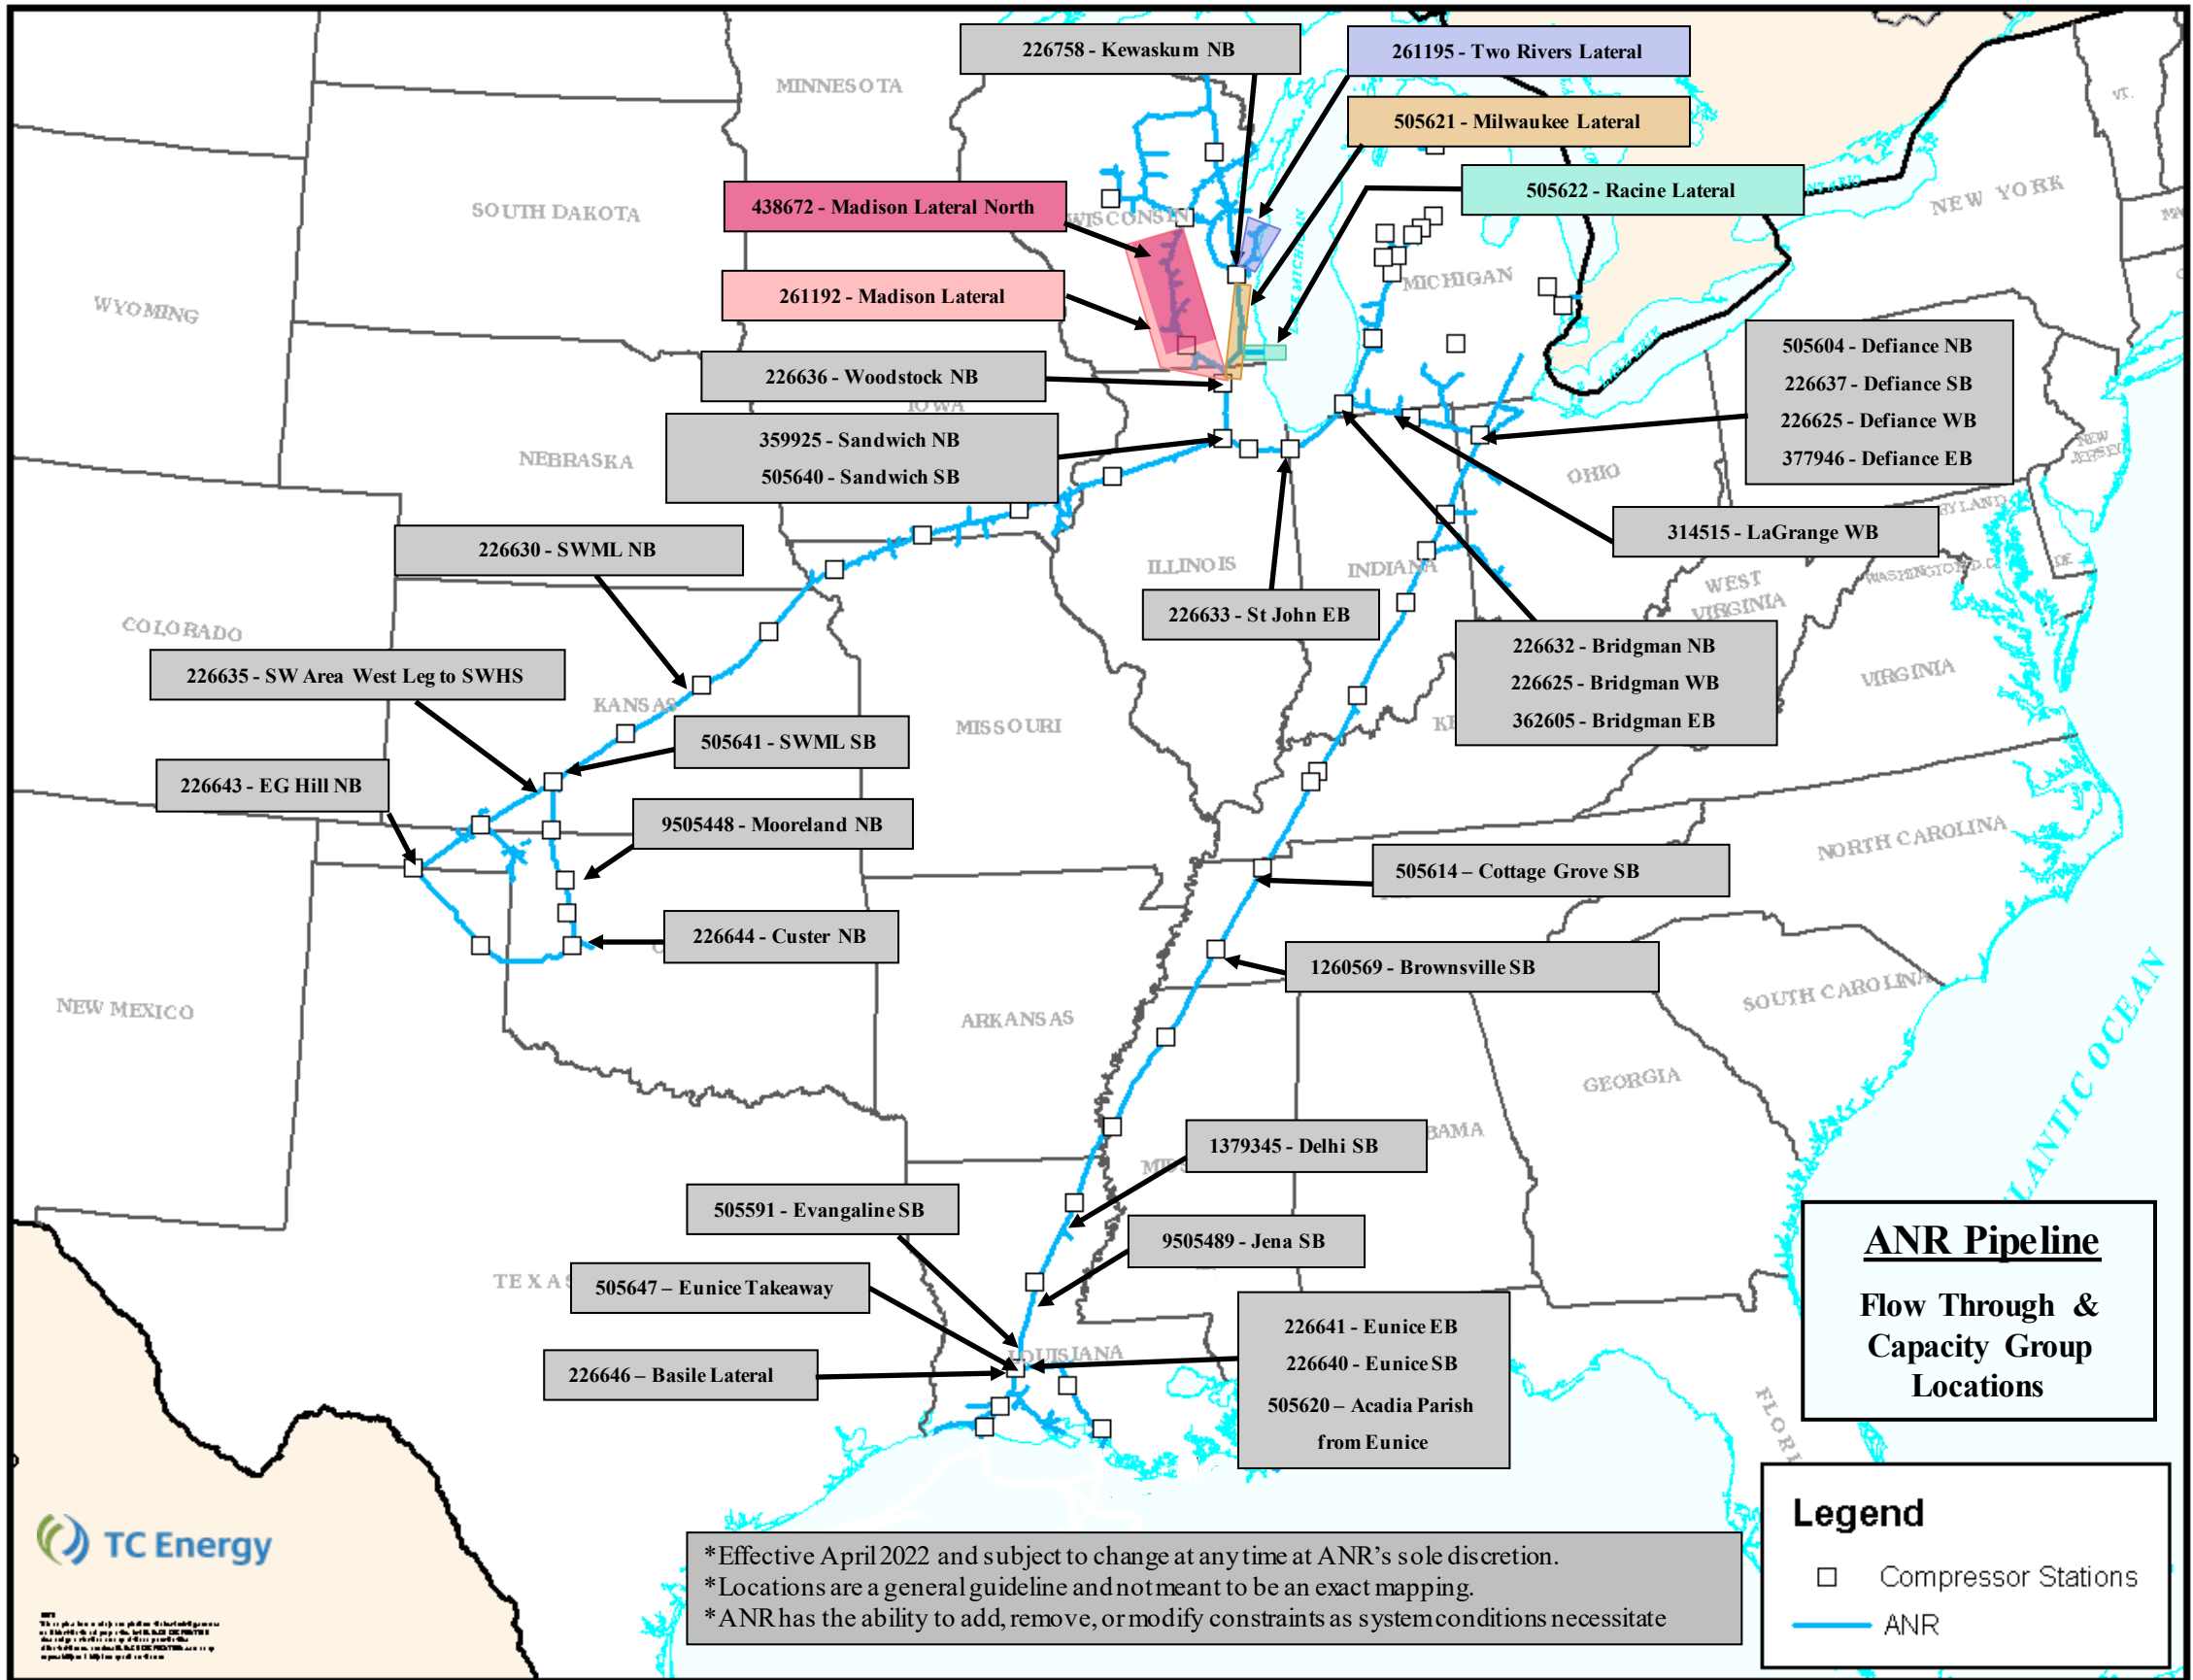 226758 - Kewaskum NB
261195 - Two Rivers Lateral
505621 - Milwaukee Lateral
505622 - Racine Lateral
438672 - Madison Lateral North
261192 - Madison Lateral
226636 - Woodstock NB
359925 - Sandwich NB
505640 - Sandwich SB
505604 - Defiance NB
226637 - Defiance SB
226625 - Defiance WB
377946 - Defiance EB
314515 - LaGrange WB
226630 - SWML NB
226633 - St John EB
226632 - Bridgman NB
226625 - Bridgman WB
362605 - Bridgman EB
226635 - SW Area West Leg to SWHS
505641 - SWML SB
226643 - EG Hill NB
9505448 - Mooreland NB
226644 - Custer NB
505614 – Cottage Grove SB
1260569 - Brownsville SB
1379345 - Delhi SB
505591 - Evangaline SB
9505489 - Jena SB
505647 – Eunice Takeaway
226646 – Basile Lateral
226641 - Eunice EB
226640 - Eunice SB
505620 – Acadia Parish
from Eunice
MINNESOTA
SOUTH DAKOTA
WISCONSIN
MICHIGAN
NEW YORK
VT.
WYOMING
IOWA
NEBRASKA
OHIO
NEW
JERSEY
ILLINOIS
INDIANA
WEST
VIRGINIA
WASHINGTON D.C.
DE
COLORADO
KANSAS
MISSOURI
VIRGINIA
NORTH CAROLINA
NEW MEXICO
ARKANSAS
SOUTH CAROLINA
GEORGIA
LOUISIANA
LAKE ERIE
OCEAN
ANR Pipeline
Flow Through &
Capacity Group
Locations
Legend
Compressor Stations
ANR
TC Energy
*Effective April 2022 and subject to change at any time at ANR's sole discretion.
*Locations are a general guideline and not meant to be an exact mapping.
*ANR has the ability to add, remove, or modify constraints as system conditions necessitate